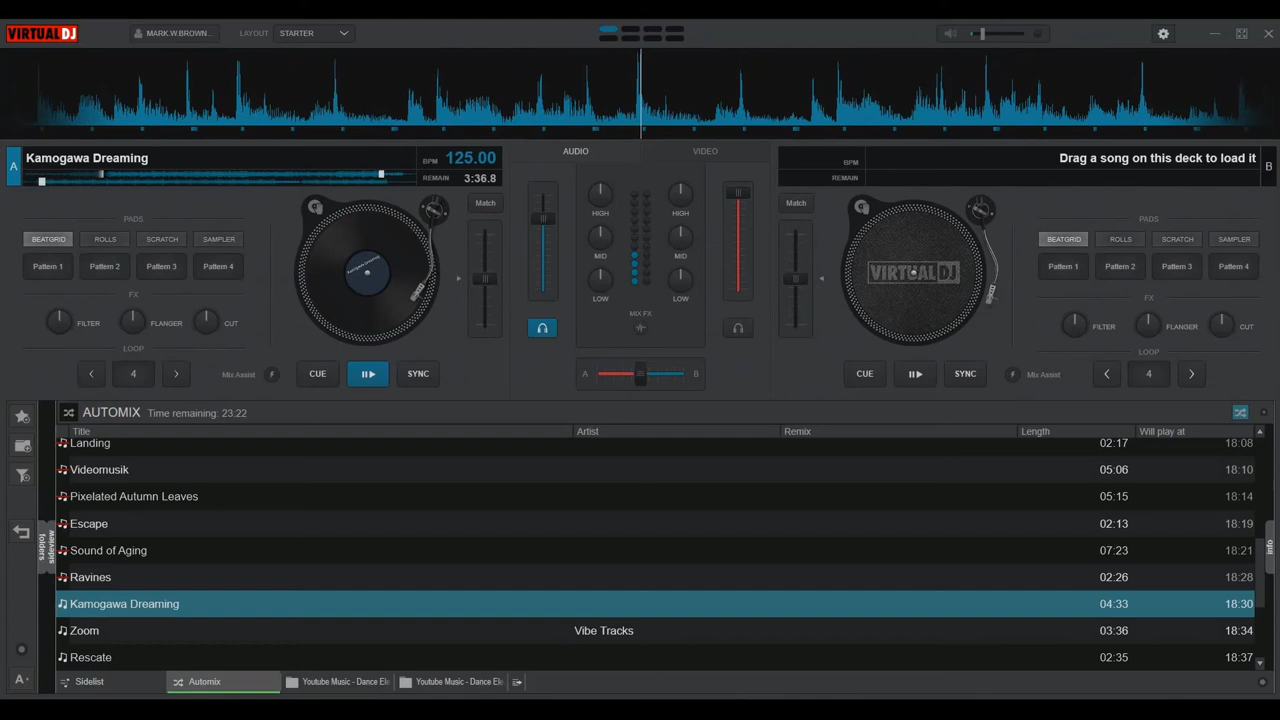 VIRTUALDJ
MARK.W.BROWN...
LAYOUT STARTER
A
Kamogawa Dreaming
BPM 125.00
REMAIN 3:36.8
AUDIO
VIDEO
BPM
REMAIN
Drag a song on this deck to load it
B
PADS
BEATGRID ROLLS SCRATCH SAMPLER
Pattern 1 Pattern 2 Pattern 3 Pattern 4
FX
FILTER FLANGER CUT
LOOP
< 4 >
Mix Assist
Kamogawa Dreaming
CUE
SYNC
Match
HIGH HIGH
MID MID
LOW LOW
MIX FX
A B
Match
VIRTUALDJ
CUE
SYNC
PADS
BEATGRID ROLLS SCRATCH SAMPLER
Pattern 1 Pattern 2 Pattern 3 Pattern 4
FX
FILTER FLANGER CUT
LOOP
Mix Assist
< 4 >
AUTOMIX Time remaining: 23:22
Title Artist Remix Length Will play at
Landing 02:17 18:08
Videomusik 05:06 18:10
Pixelated Autumn Leaves 05:15 18:14
Escape 02:13 18:19
Sound of Aging 07:23 18:21
Ravines 02:26 18:28
Kamogawa Dreaming 04:33 18:30
Zoom Vibe Tracks 03:36 18:34
Rescate 02:35 18:37
folders
sideview
info
A
Sidelist
Automix
Youtube Music - Dance Ele
Youtube Music - Dance Ele